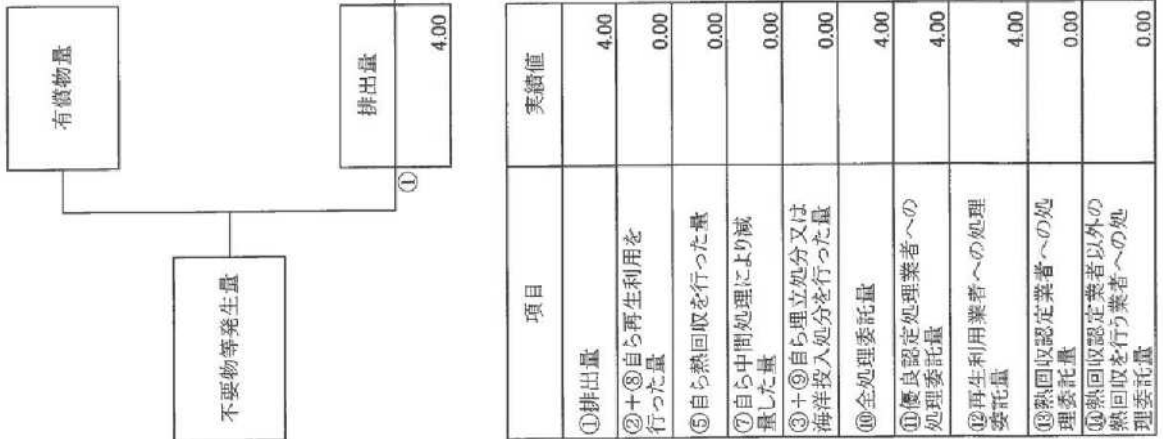 不要物等発生量
有償物量
排出量
①
4.00
項目
実績値
①排出量
4.00
②+⑧自ら再生利用を
行った量
0.00
⑤自ら熱回収を行った量
0.00
⑦自ら中間処理により減
量した量
0.00
③+⑨自ら埋立処分又は
海洋投入処分を行った量
0.00
⑩全処理委託量
4.00
⑪優良認定処理業者への
処理委託量
4.00
⑫再生利用業者への処理
委託量
4.00
⑬熱回収認定業者への処
理委託量
0.00
⑭熱回収認定業者以外の
熱回収を行う業者への処
理委託量
0.00